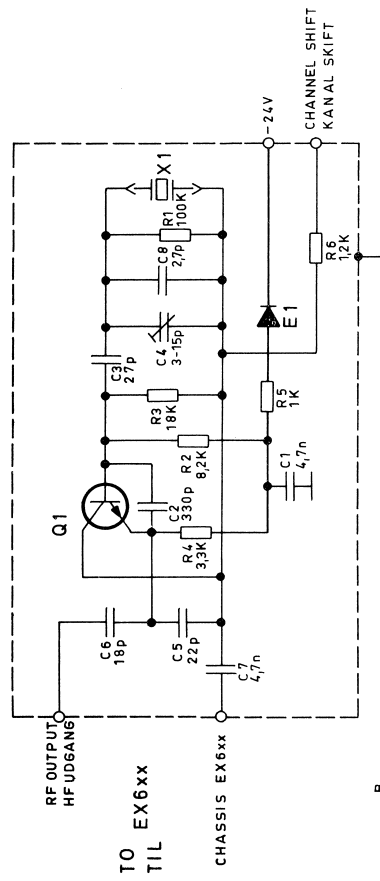 CHANNEL SHIFT
KANAL SKIFT
-24V
X1
R1
100K
C8
2,7p
C4
3-15p
C3
27p
R3
18K
R2
8,2K
E1
R6
1,2K
R5
1K
C1
4,7n
Q1
C2
330p
R4
3,3K
C6
18p
C5
22p
C7
4,7n
RF OUTPUT
HF UDGANG
TO EX6xx
TIL
CHASSIS EX6xx